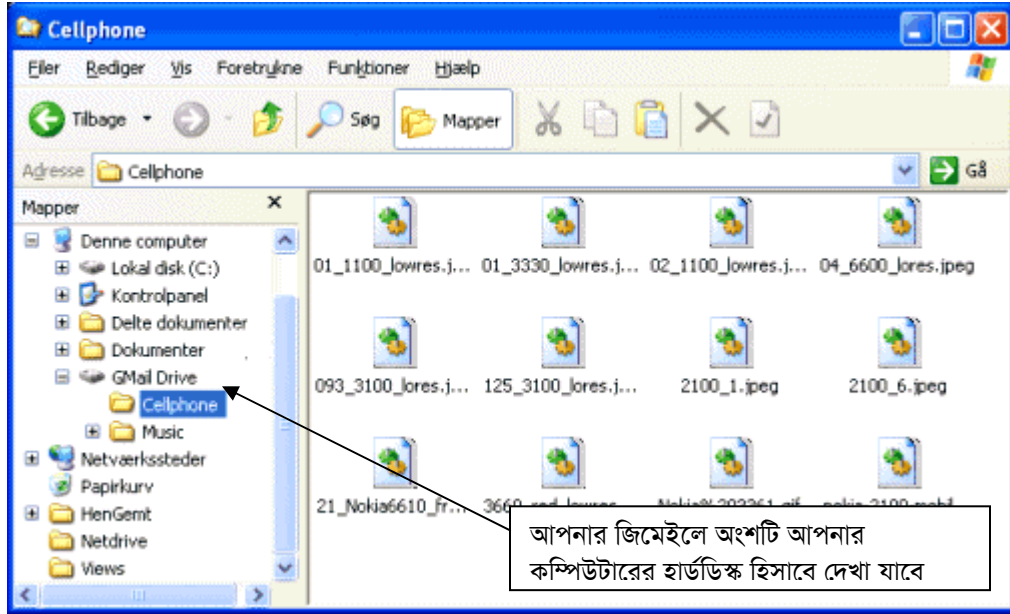 Cellphone
Filer Rediger Vis Foretrukne Funktioner Hjælp
Tilbage Søg Mapper
Adresse Cellphone Gå
Mapper
Denne computer
Lokal disk (C:)
Kontrolpanel
Delte dokumenter
Dokumenter
GMail Drive
Cellphone
Music
Netværkssteder
Papirkurv
HenGemt
Netdrive
Views
01_1100_lowres.j... 01_3330_lowres.j... 02_1100_lowres.j... 04_6600_lores.jpeg
093_3100_lores.j... 125_3100_lores.j... 2100_1.jpeg 2100_6.jpeg
21_Nokia6610_fr...
আপনার জিমেইলে অংশটি আপনার
কম্পিউটারের হার্ডডিস্ক হিসাবে দেখা যাবে